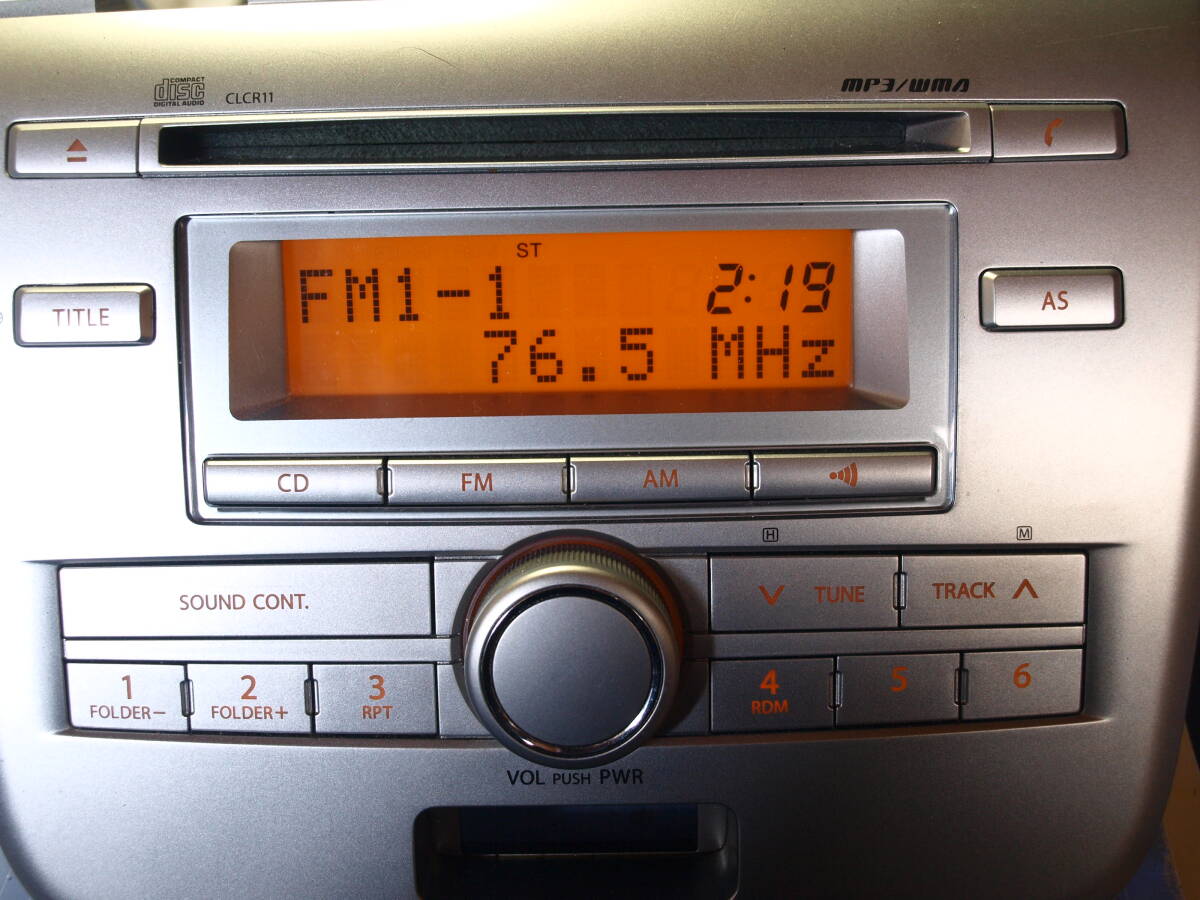 COMPACT
disc
DIGITAL AUDIO
CLCR11
MP3/WMA
TITLE
ST
FM1-1 2:19
76.5 MHz
AS
CD FM AM
H M
SOUND CONT. TUNE TRACK
1 2 3 4 5 6
FOLDER− FOLDER+ RPT RDM
VOL PUSH PWR